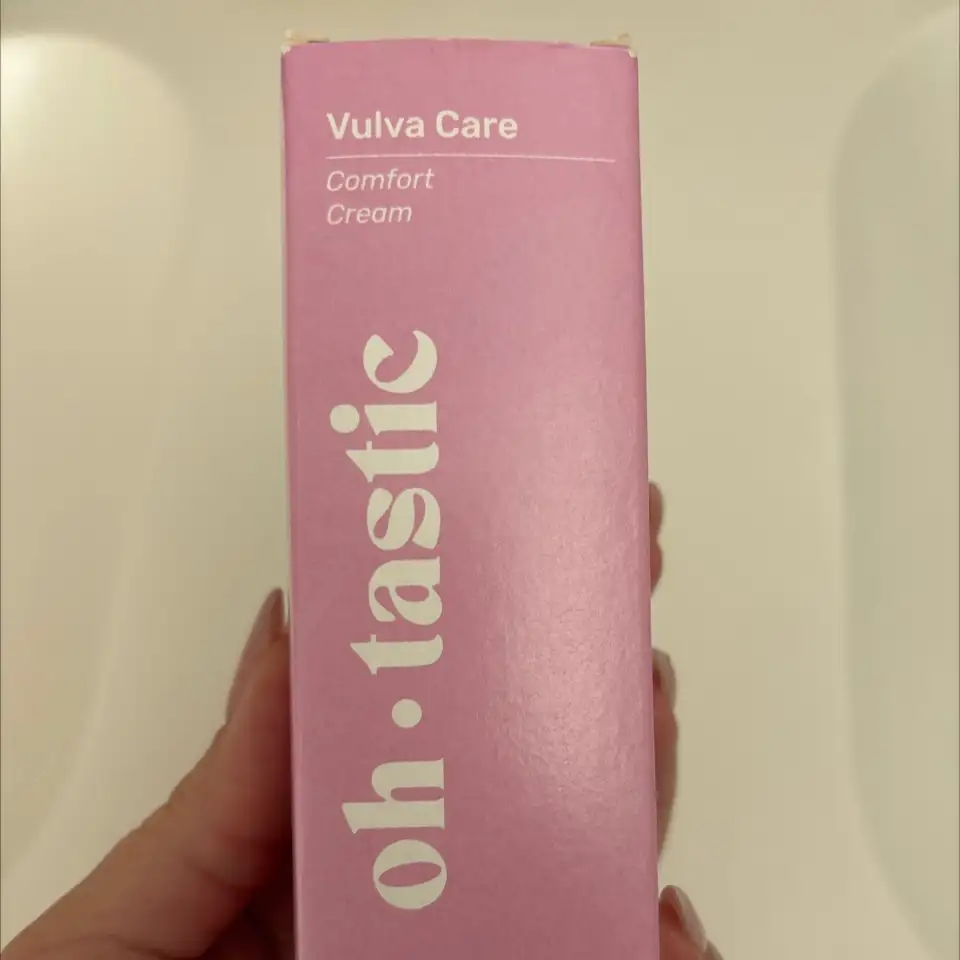 Vulva Care
Comfort
Cream
oh•tastic